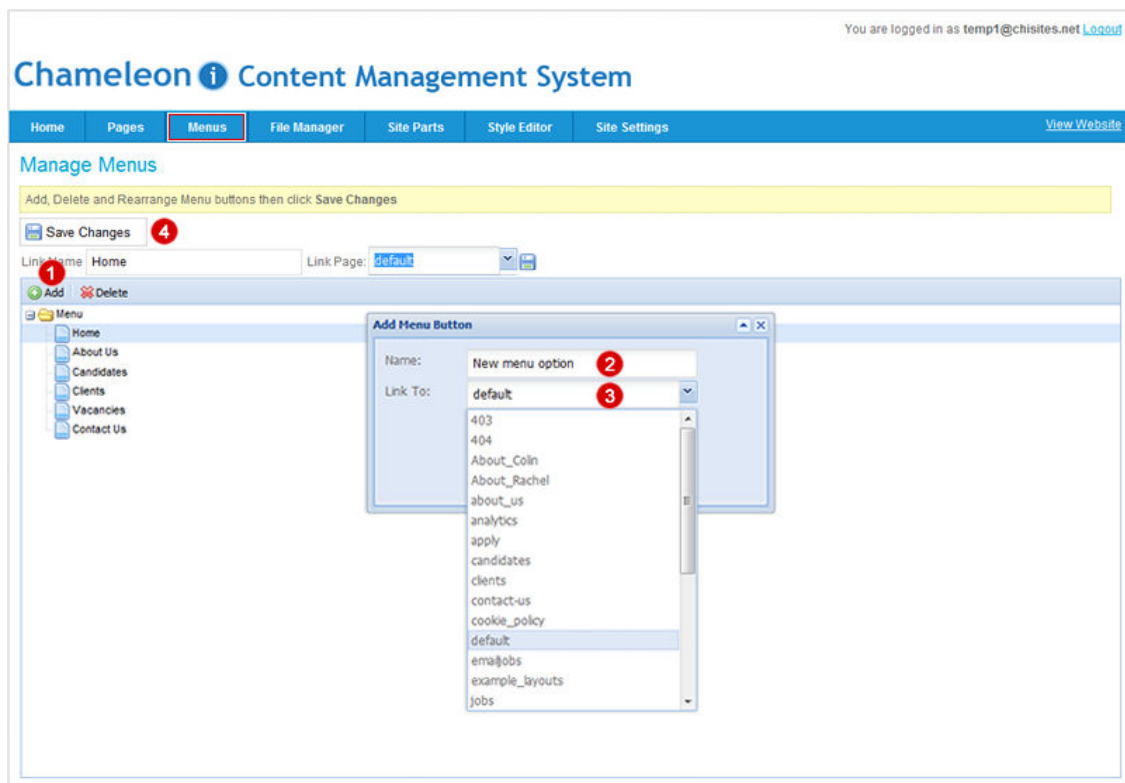 You are logged in as temp1@chisites.net Logout
Chameleon i Content Management System
Home Pages Menus File Manager Site Parts Style Editor Site Settings View Website
Manage Menus
Add, Delete and Rearrange Menu buttons then click Save Changes
Save Changes 4
Link Name Home Link Page: default
1
Add Delete
Menu
Home
About Us
Candidates
Clients
Vacancies
Contact Us
Add Menu Button
Name: New menu option 2
Link To: default 3
403
404
About_Colin
About_Rachel
about_us
analytics
apply
candidates
clients
contact-us
cookie_policy
default
emailjobs
example_layouts
jobs